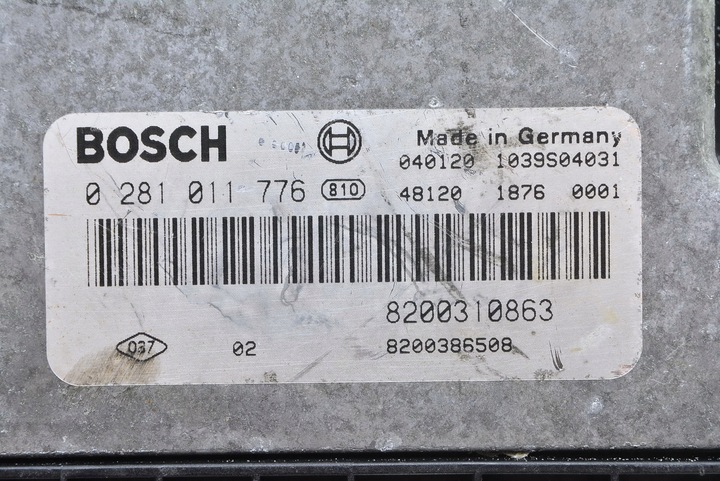 BOSCH
Made in Germany
040120 1039S04031
0 281 011 776 810
48120 1876 0001
8200310863
037 02 8200386508